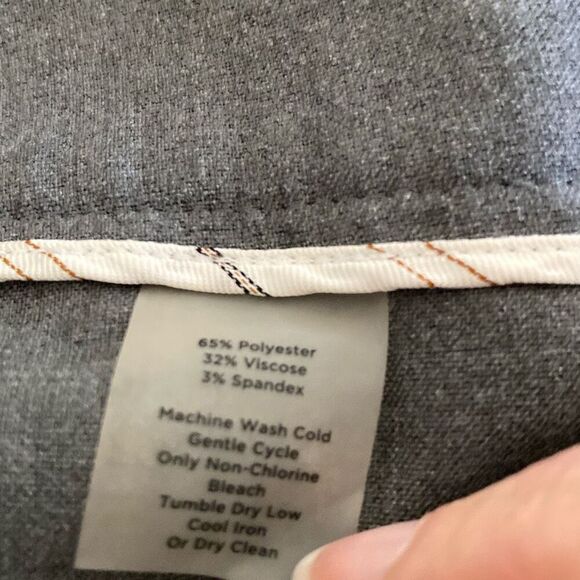 65% Polyester
32% Viscose
3% Spandex
Machine Wash Cold
Gentle Cycle
Only Non-Chlorine
Bleach
Tumble Dry Low
Cool Iron
Or Dry Clean